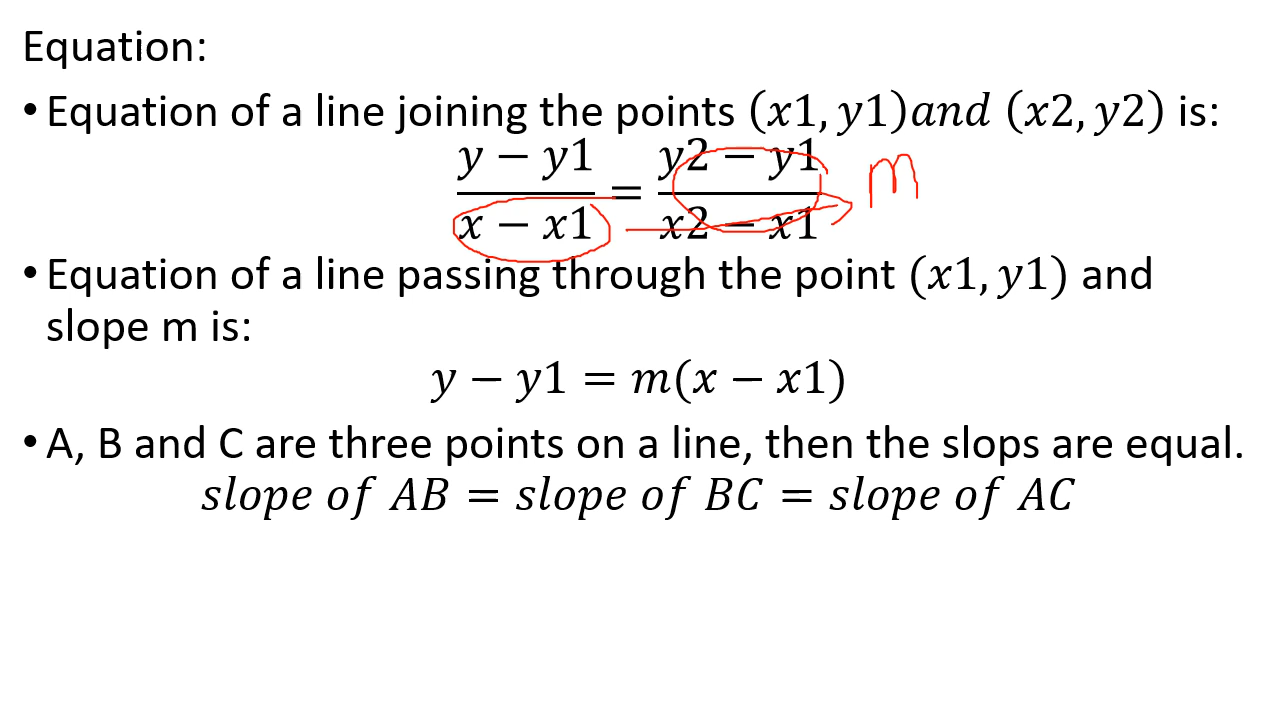 Equation:
• Equation of a line joining the points (x1, y1)and (x2, y2) is:
y − y1 / x − x1 = y2 − y1 / x2 − x1 m
• Equation of a line passing through the point (x1, y1) and
slope m is:
y − y1 = m(x − x1)
• A, B and C are three points on a line, then the slops are equal.
slope of AB = slope of BC = slope of AC